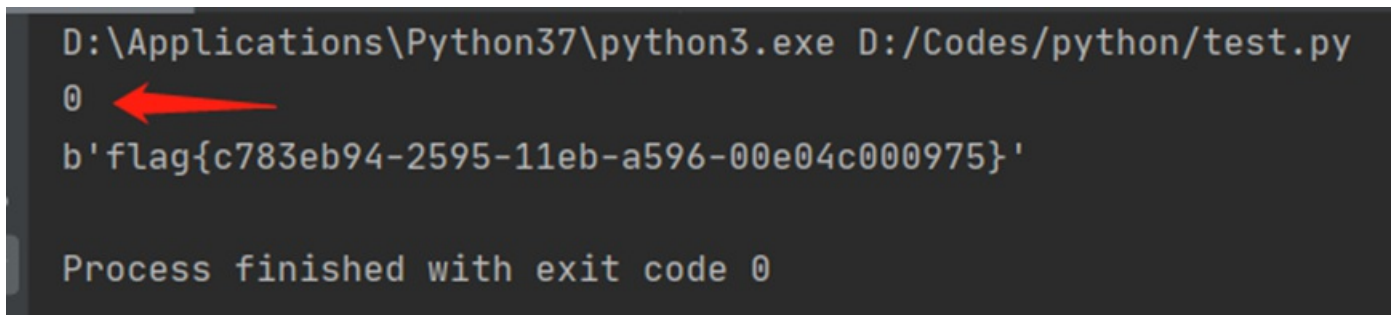 D:\Applications\Python37\python3.exe D:/Codes/python/test.py
0
b'flag{c783eb94-2595-11eb-a596-00e04c000975}'
Process finished with exit code 0